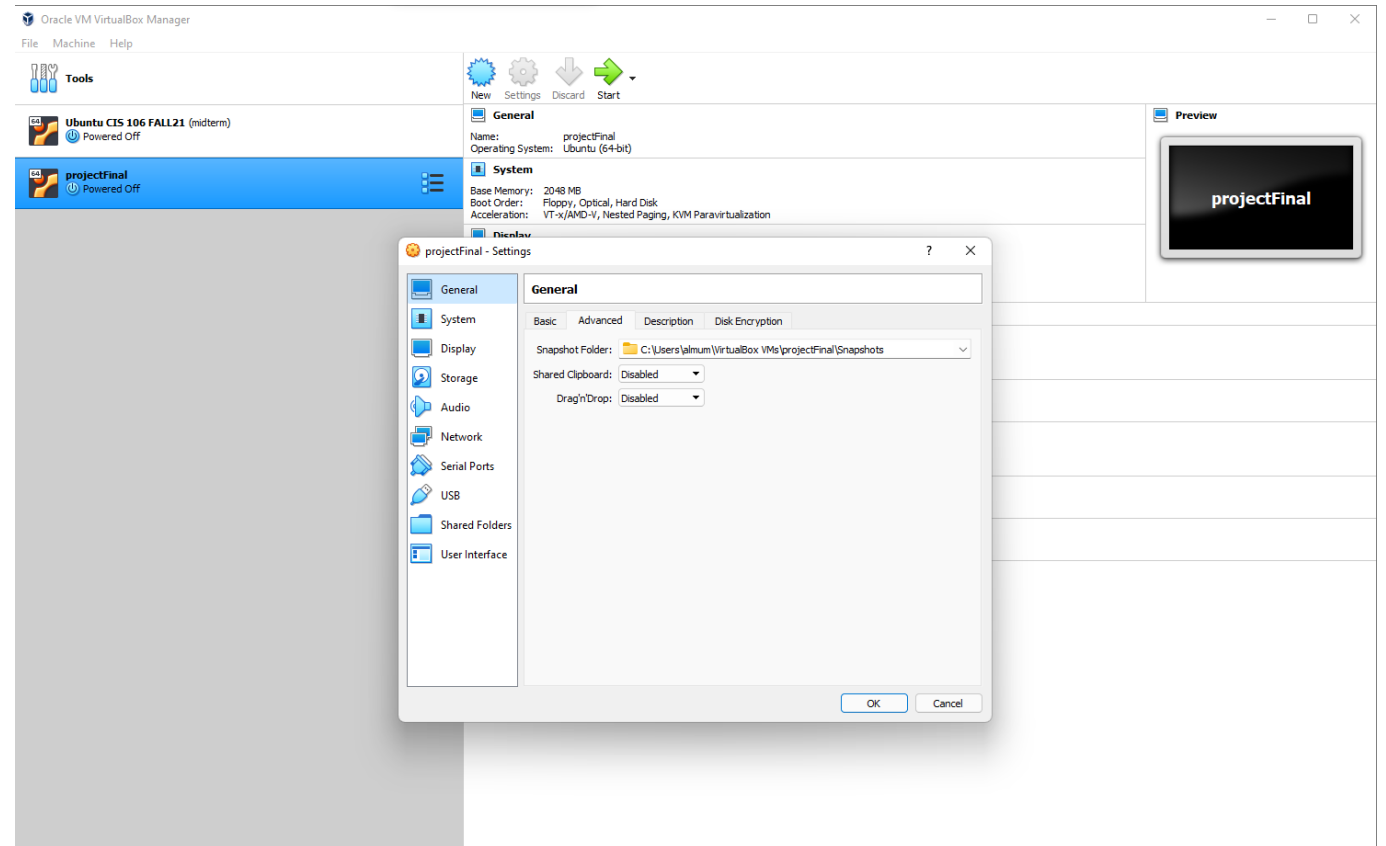 Oracle VM VirtualBox Manager
File Machine Help
Tools
New Settings Discard Start
64
Ubuntu CIS 106 FALL21 (midterm)
Powered Off
64
projectFinal
Powered Off
General
Name: projectFinal
Operating System: Ubuntu (64-bit)
System
Base Memory: 2048 MB
Boot Order: Floppy, Optical, Hard Disk
Acceleration: VT-x/AMD-V, Nested Paging, KVM Paravirtualization
Display
Preview
projectFinal
projectFinal - Settings
?
General
System
Display
Storage
Audio
Network
Serial Ports
USB
Shared Folders
User Interface
General
Basic Advanced Description Disk Encryption
Snapshot Folder: C:\Users\almum\VirtualBox VMs\projectFinal\Snapshots
Shared Clipboard: Disabled
Drag'n'Drop: Disabled
OK Cancel